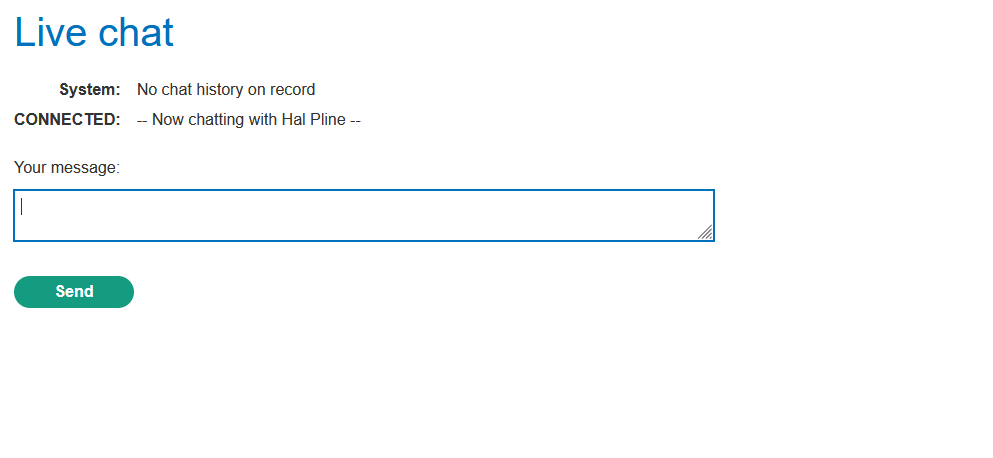 Live chat
System: No chat history on record
CONNECTED: -- Now chatting with Hal Pline --
Your message:
Send